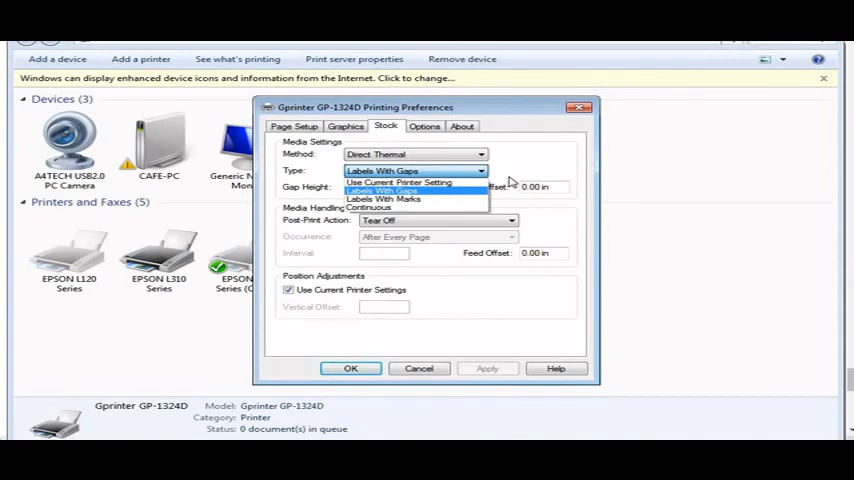 Add a device Add a printer See what's printing Print server properties Remove device
Windows can display enhanced device icons and information from the Internet. Click to change...
Devices (3)
A4TECH USB2.0 PC Camera
CAFE-PC
Generic N
Mon
Printers and Faxes (5)
EPSON L120 Series
EPSON L310 Series
EPSON
Series (C
Gprinter GP-1324D Printing Preferences
Page Setup Graphics Stock Options About
Media Settings
Method: Direct Thermal
Type: Labels With Gaps
Use Current Printer Setting
Labels With Gaps
Labels With Marks
Continuous
Gap Height: ffset: 0.00 in
Media Handling
Post-Print Action: Tear Off
Occurrence: After Every Page
Interval: Feed Offset: 0.00 in
Position Adjustments
Use Current Printer Settings
Vertical Offset:
OK Cancel Apply Help
Gprinter GP-1324D Model: Gprinter GP-1324D
Category: Printer
Status: 0 document(s) in queue